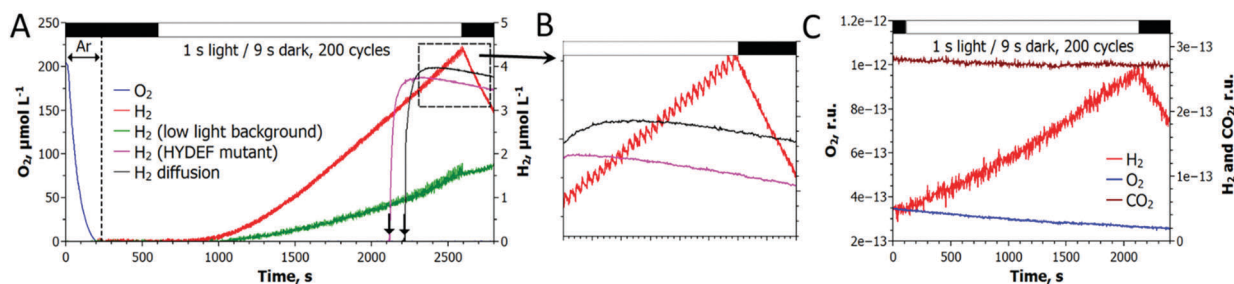 A
Ar
1 s light / 9 s dark, 200 cycles
O₂, µmol L⁻¹
250
200
150
100
50
0
O₂
H₂
H₂ (low light background)
H₂ (HYDEF mutant)
H₂ diffusion
5
4
3
2
1
0
H₂, µmol L⁻¹
0 500 1000 1500 2000 2500
Time, s
B
C
1 s light / 9 s dark, 200 cycles
O₂, r.u.
1.2e-12
1e-12
8e-13
6e-13
4e-13
2e-13
H₂
O₂
CO₂
3e-13
2e-13
1e-13
0
H₂ and CO₂, r.u.
0 500 1000 1500 2000
Time, s